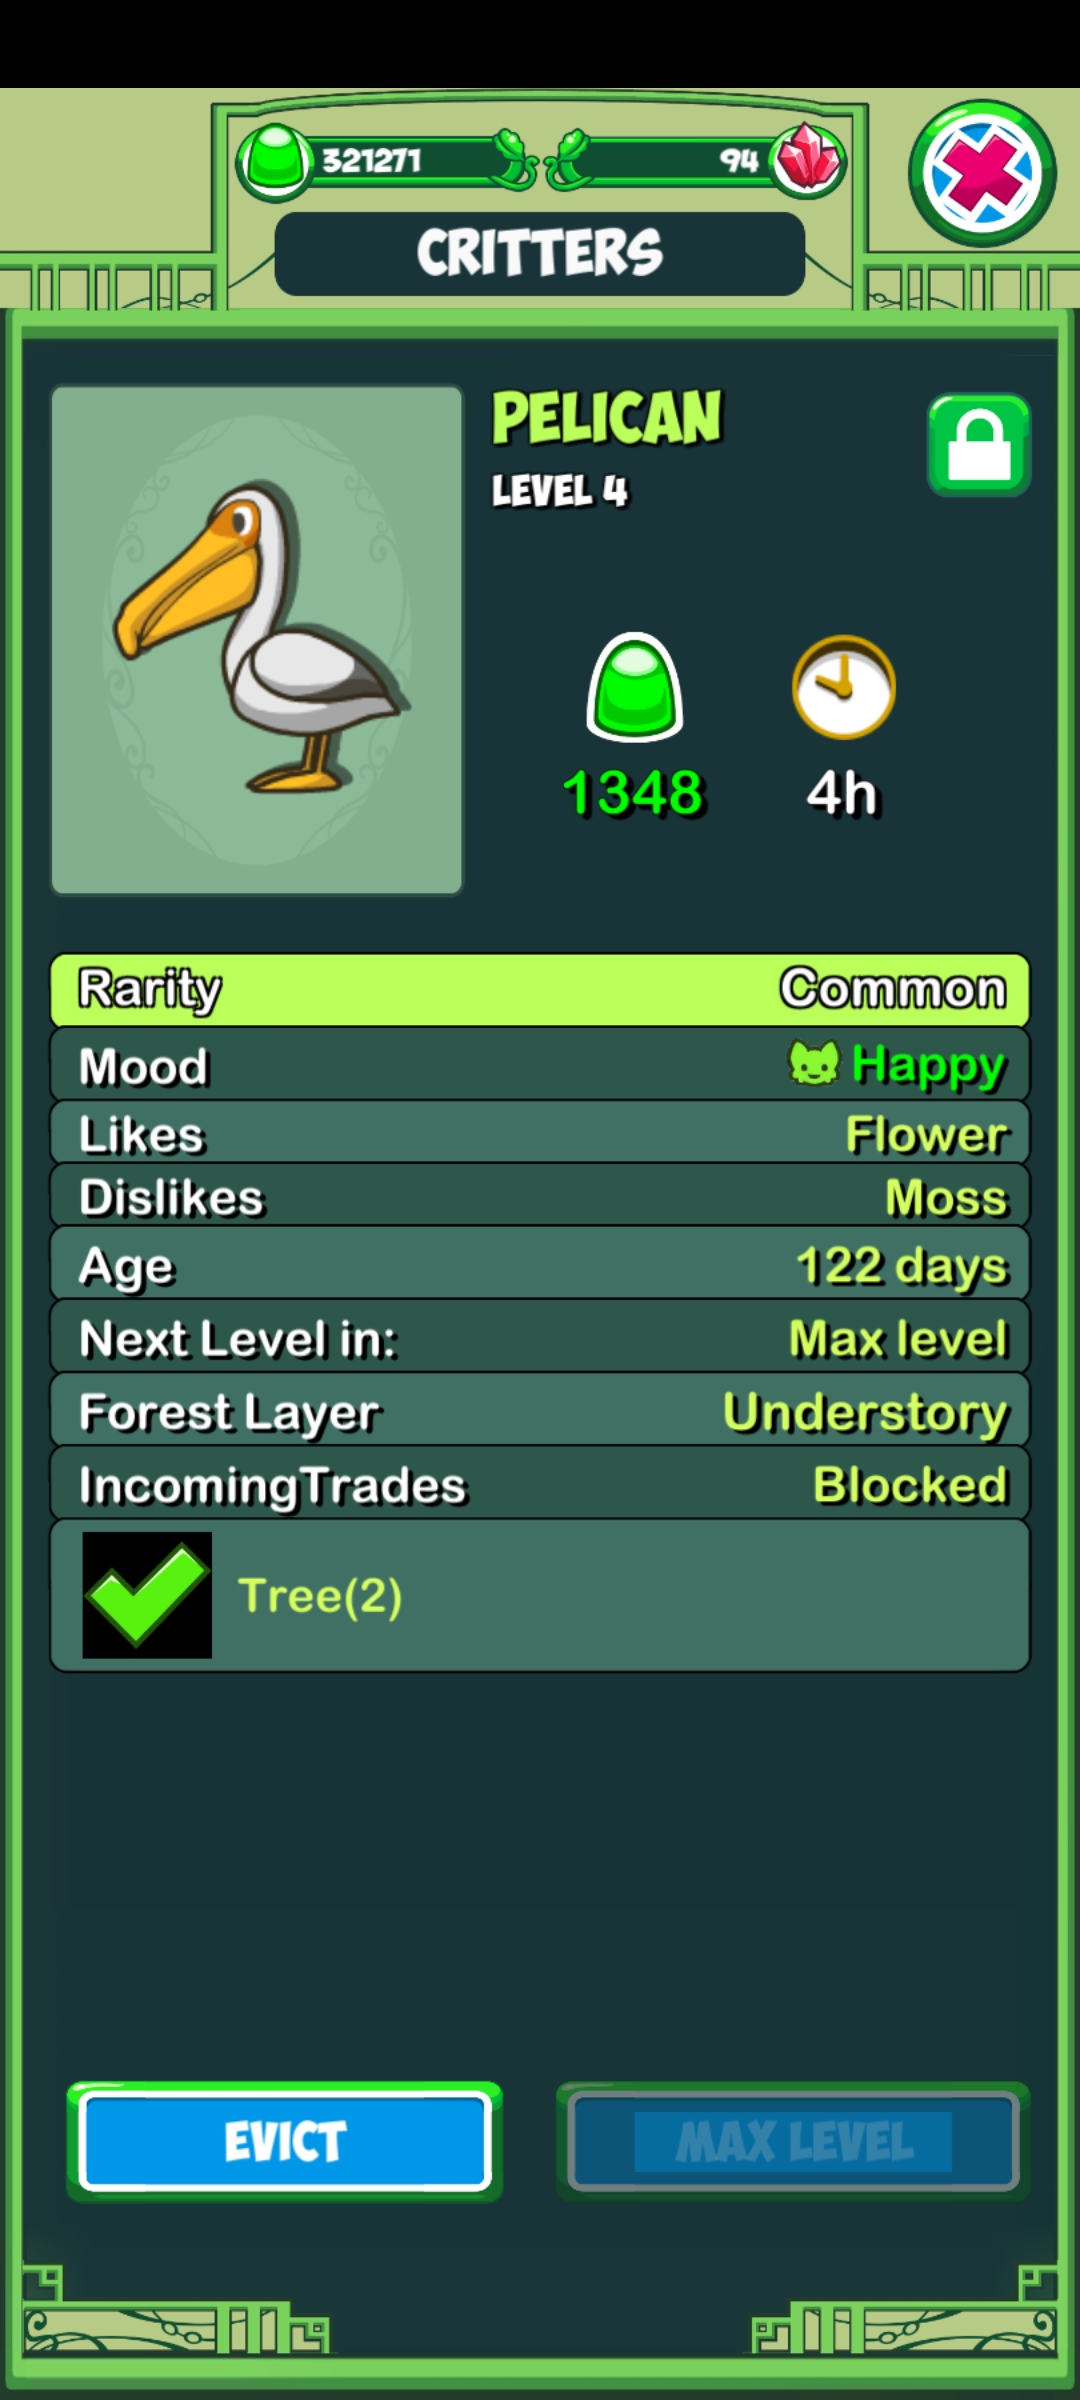 321271
94
CRITTERS
PELICAN
LEVEL 4
1348
4h
Rarity Common
Mood Happy
Likes Flower
Dislikes Moss
Age 122 days
Next Level in: Max level
Forest Layer Understory
IncomingTrades Blocked
Tree(2)
EVICT
MAX LEVEL